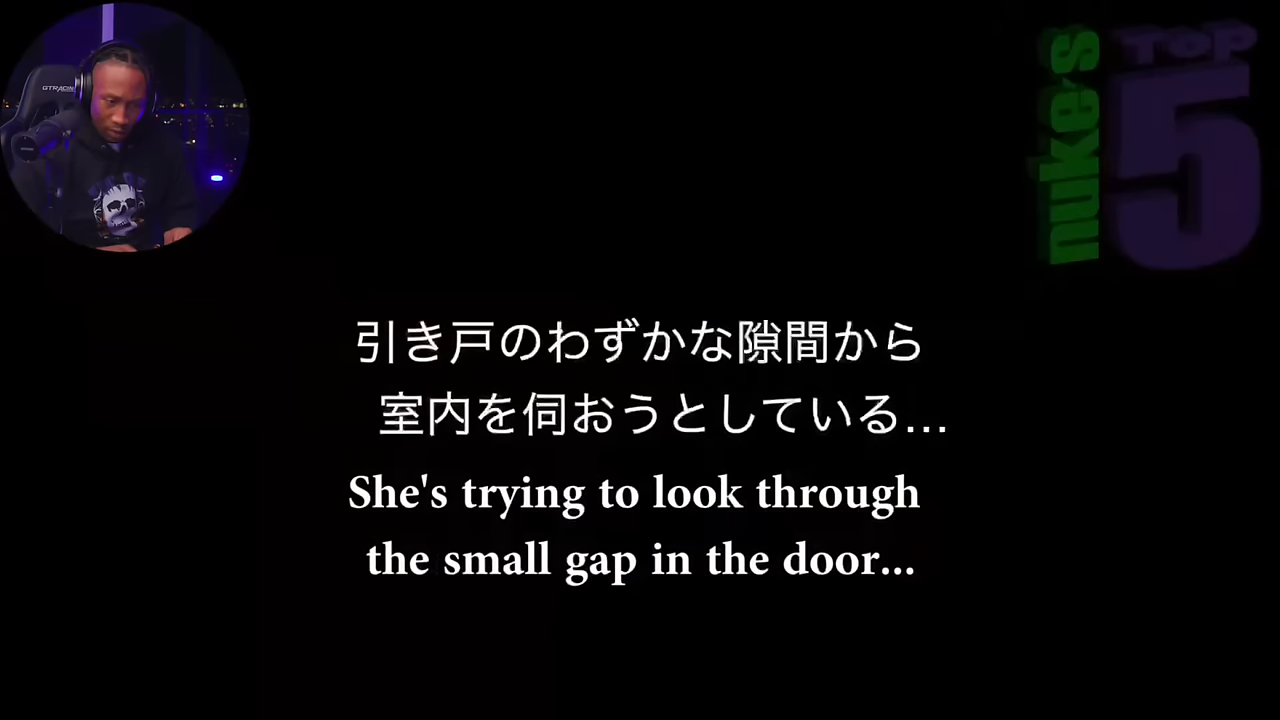 GTRACING
nuke's
Top
5
引き戸のわずかな隙間から
室内を伺おうとしている…
She's trying to look through
the small gap in the door...